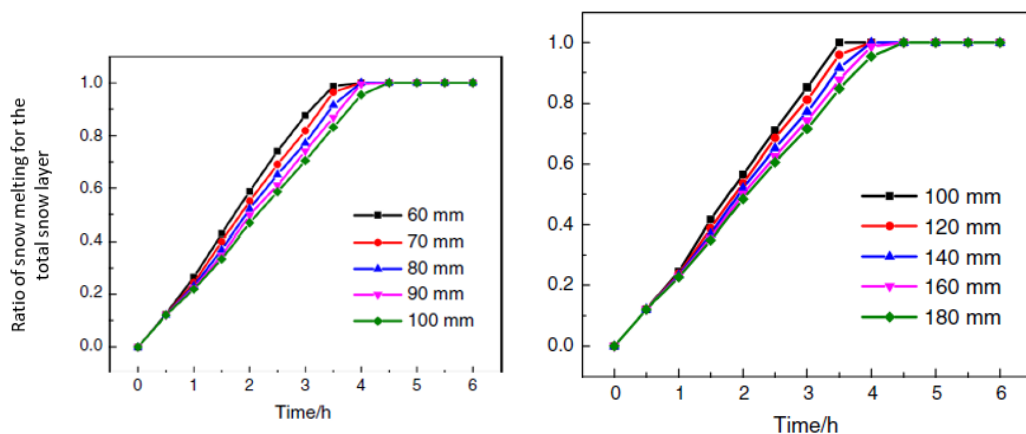 Ratio of snow melting for the
total snow layer
1.0
0.8
0.6
0.4
0.2
0.0
60 mm
70 mm
80 mm
90 mm
100 mm
0 1 2 3 4 5 6
Time/h
1.0
0.8
0.6
0.4
0.2
0.0
100 mm
120 mm
140 mm
160 mm
180 mm
0 1 2 3 4 5 6
Time/h